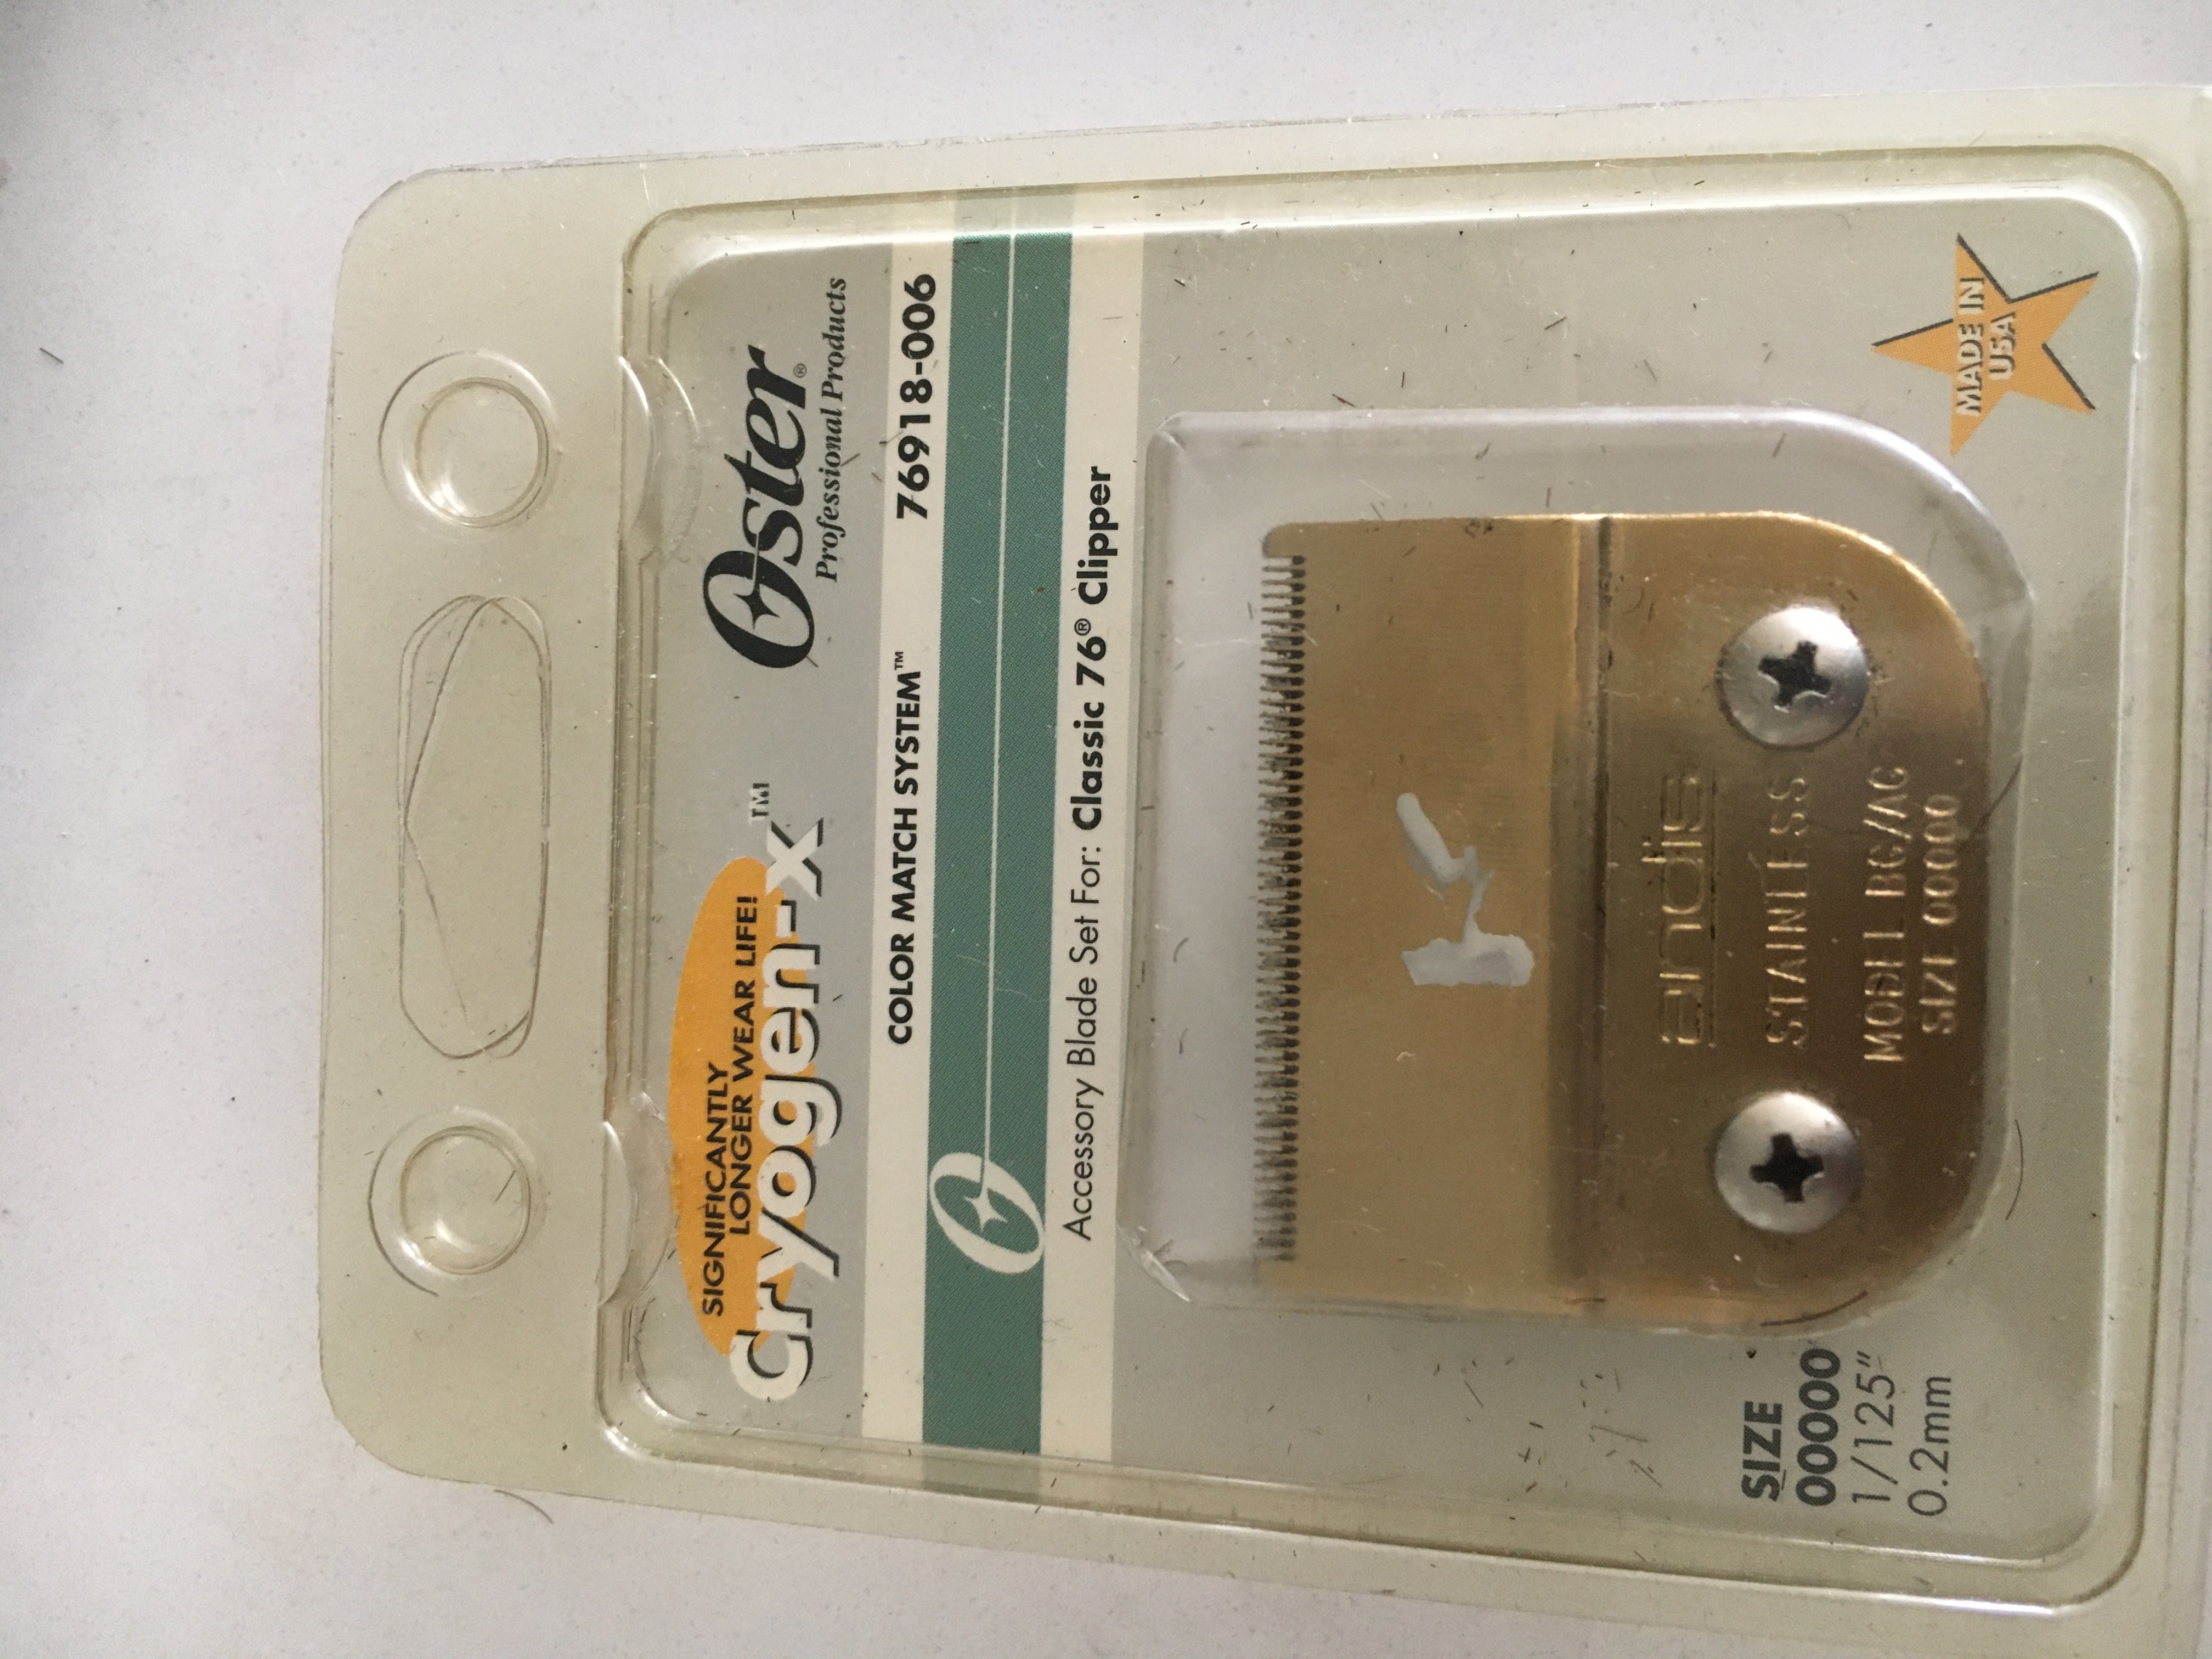 SIGNIFICANTLY
LONGER WEAR LIFE!
Cryogen-X™
Oster®
Professional Products
COLOR MATCH SYSTEM™ 76918-006
Accessory Blade Set For: Classic 76® Clipper
andis
STAINLESS
MODEL BG/AG
SIZE 00000
SIZE
00000
1/125"
0.2mm
MADE IN
USA